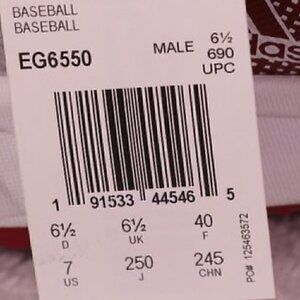 BASEBALL
BASEBALL
EG6550
MALE 6½
690
UPC
adidas
1 91533 44546 5
6½ 6½ 40
D UK F
7 250 245
US J CHN
PO# 125463572